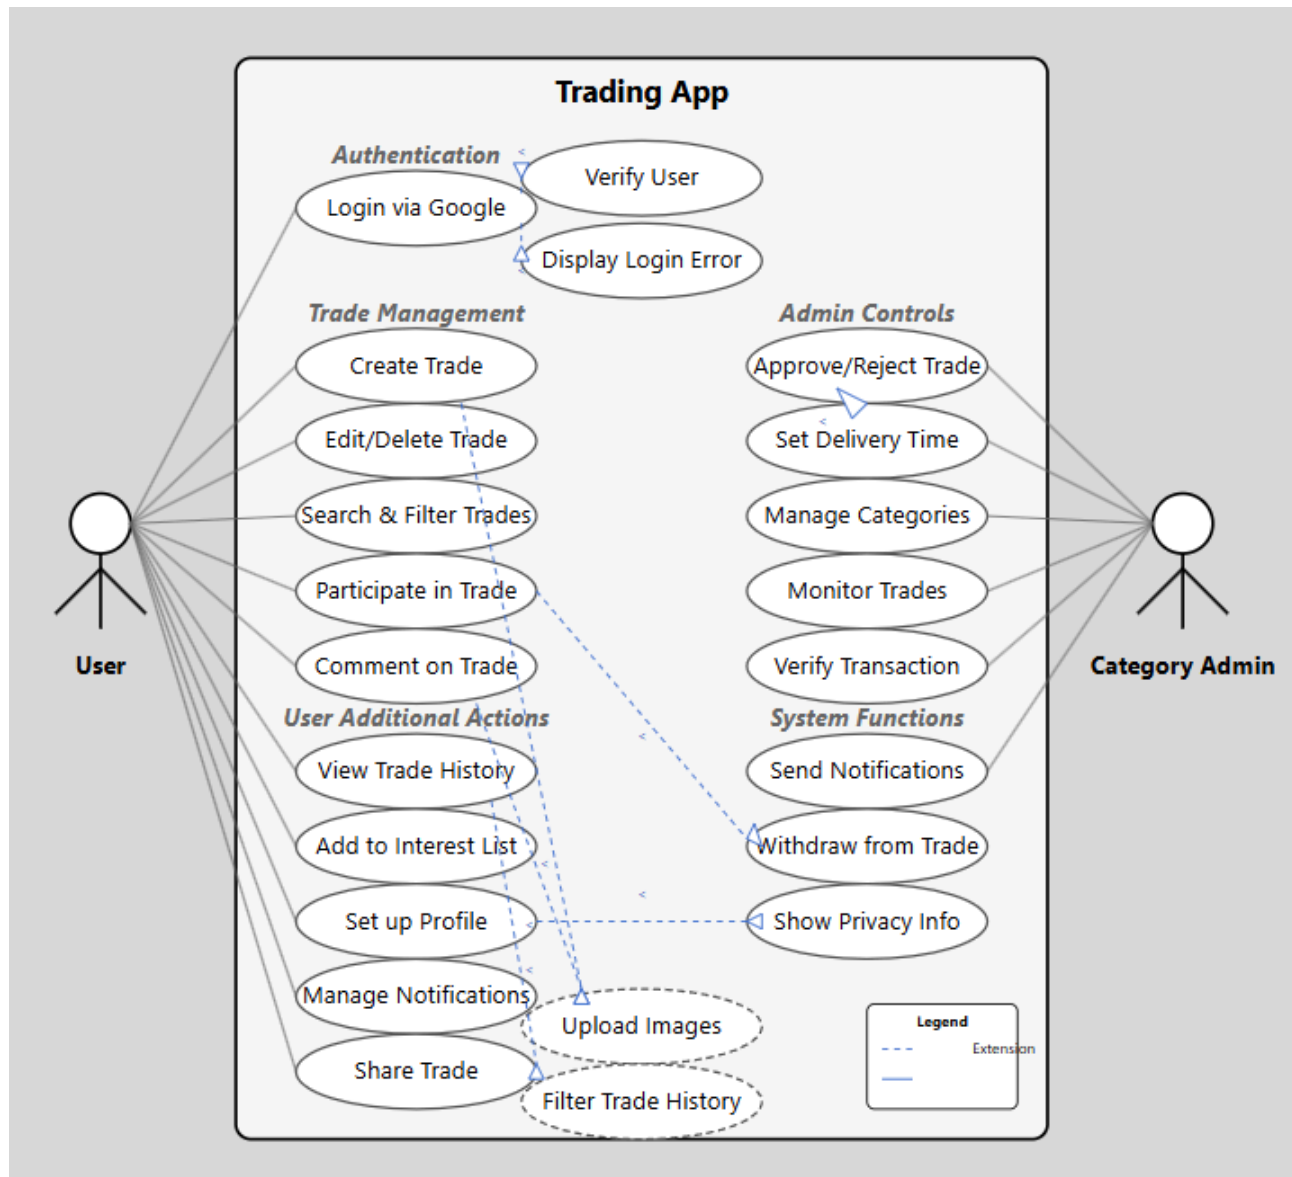 Trading App
Authentication
Login via Google
<
Verify User
Display Login Error
<
Trade Management
Create Trade
Edit/Delete Trade
Search & Filter Trades
Participate in Trade
Comment on Trade
User Additional Actions
View Trade History
Add to Interest List
Set up Profile
Manage Notifications
Share Trade
Admin Controls
Approve/Reject Trade
<
Set Delivery Time
Manage Categories
Monitor Trades
Verify Transaction
System Functions
Send Notifications
Withdraw from Trade
Show Privacy Info
<
<
<
<
<
Upload Images
Filter Trade History
User
Category Admin
Legend
Extension